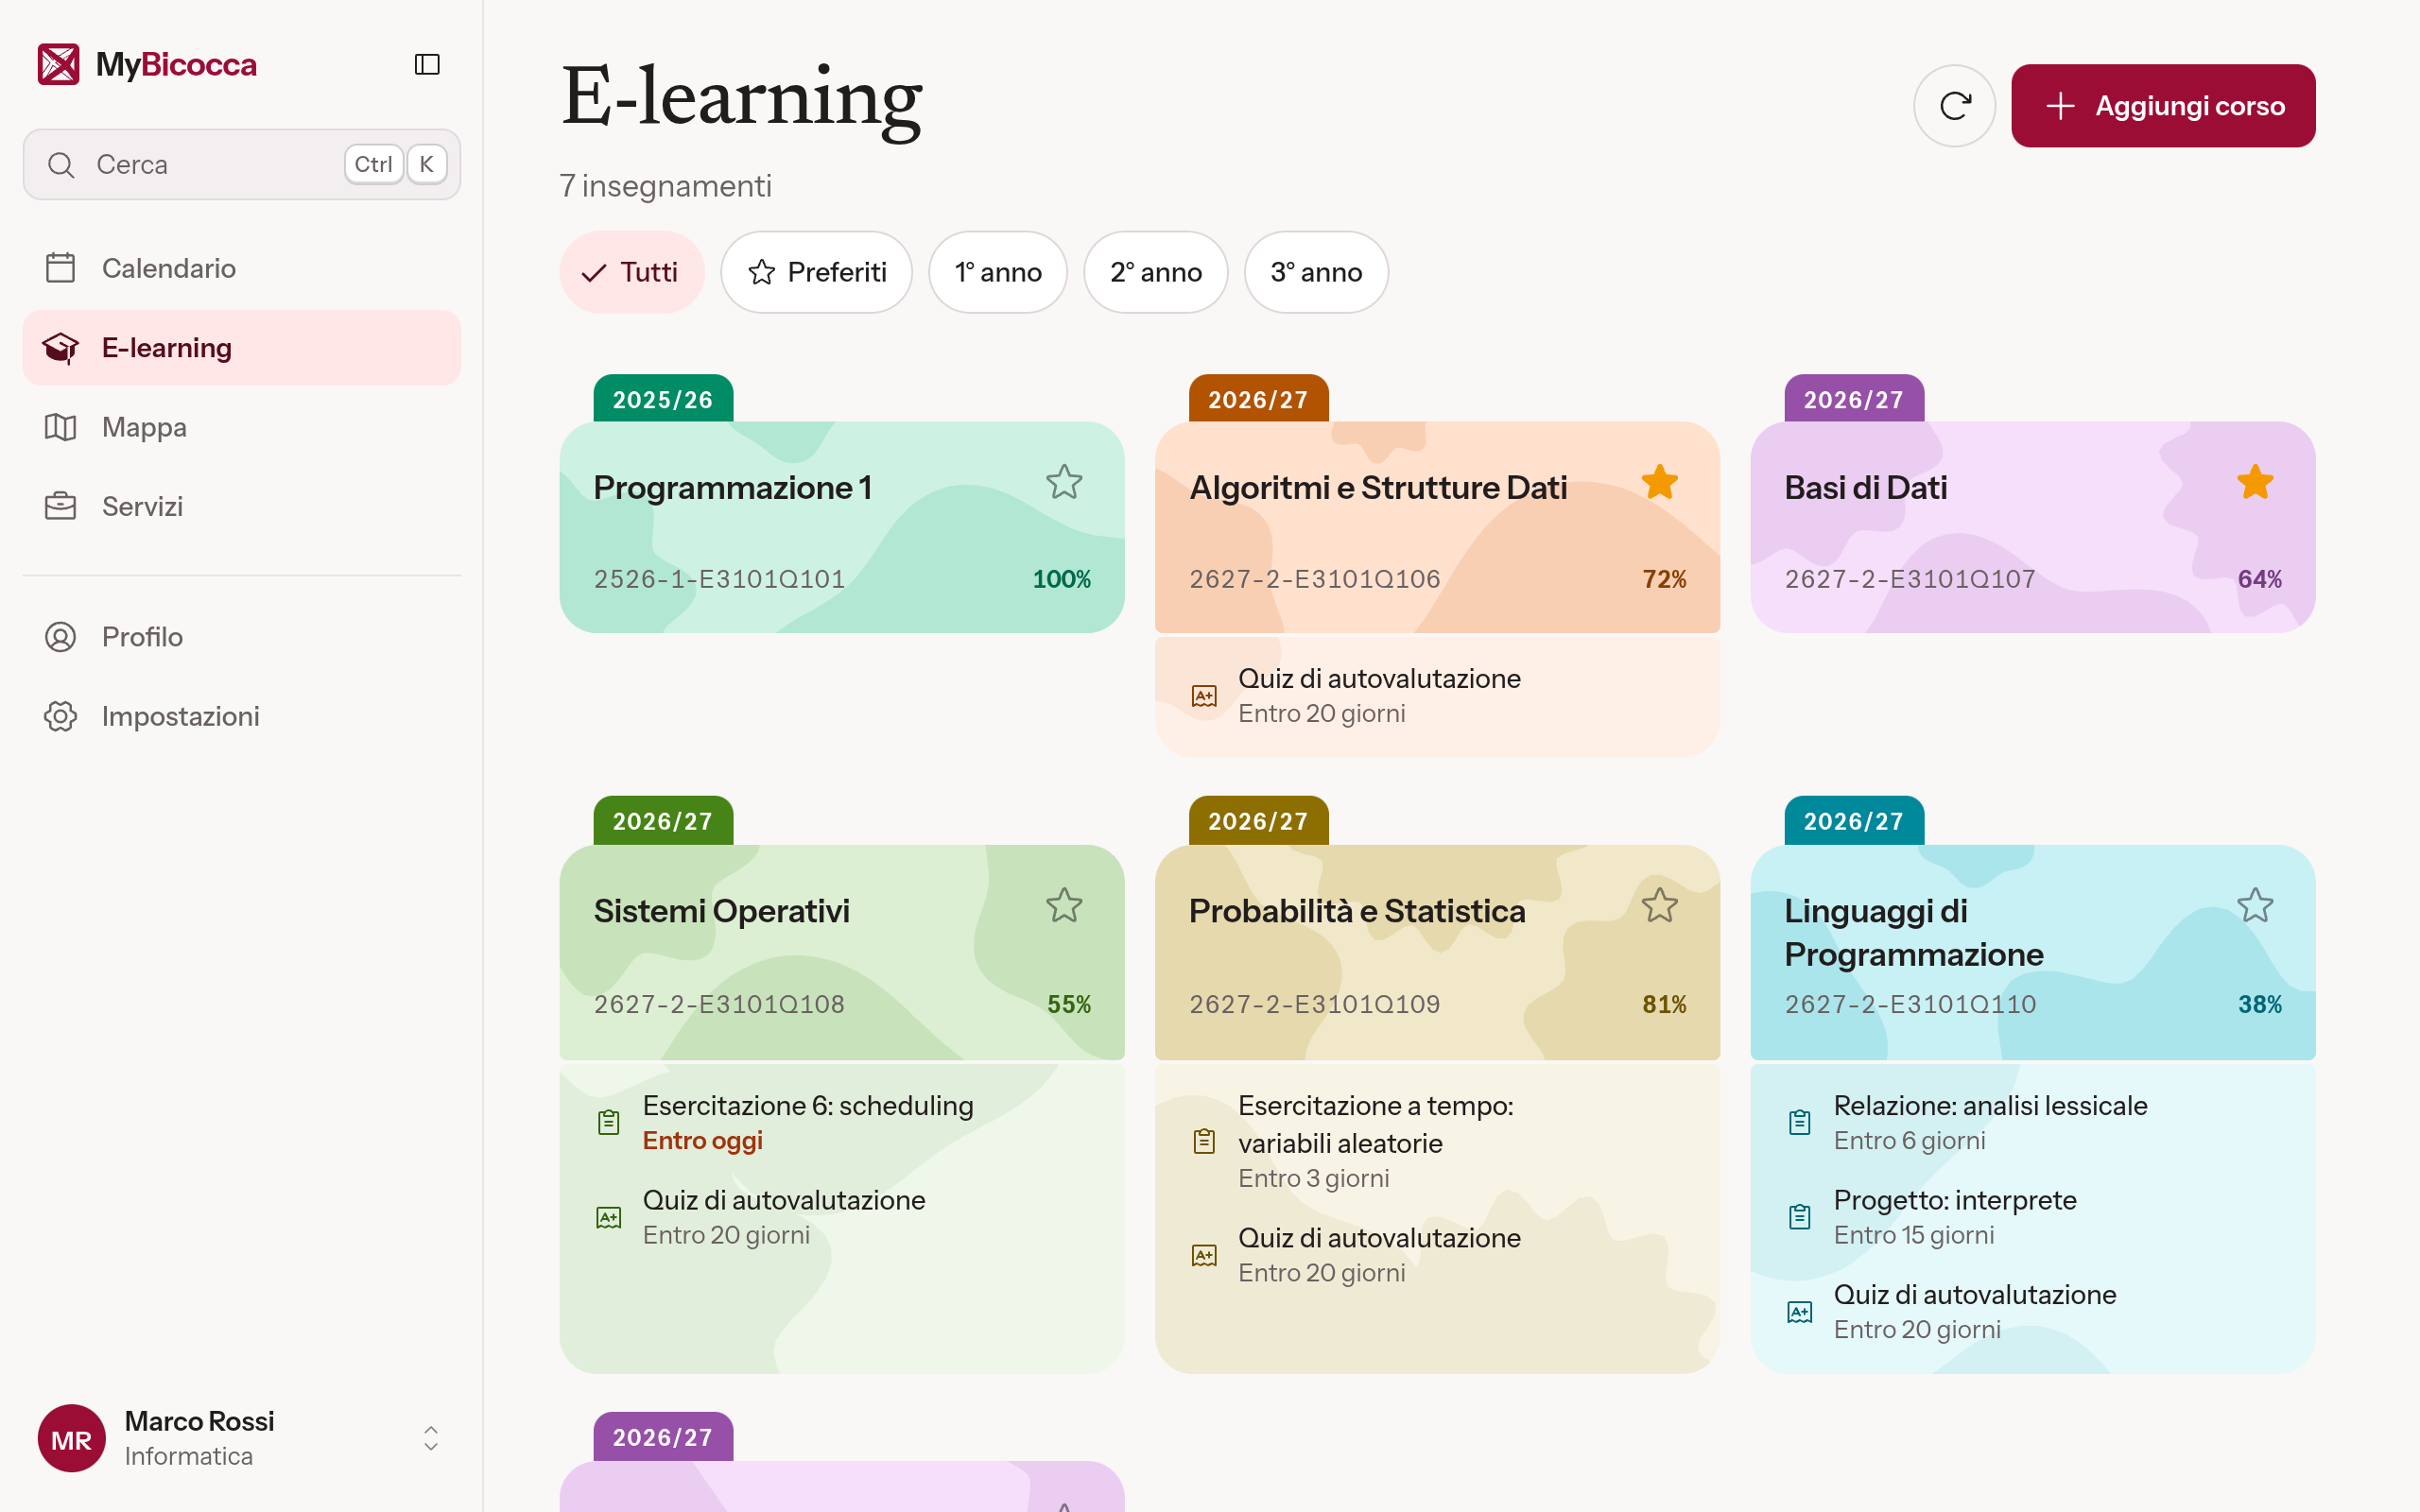 MyBicocca
Cerca
Ctrl K
Calendario
E-learning
Mappa
Servizi
Profilo
Impostazioni
MR
Marco Rossi
Informatica
E-learning
Aggiungi corso
7 insegnamenti
Tutti
Preferiti
1° anno
2° anno
3° anno
2025/26
Programmazione 1
2526-1-E3101Q101
100%
2026/27
Algoritmi e Strutture Dati
2627-2-E3101Q106
72%
Quiz di autovalutazione
Entro 20 giorni
2026/27
Basi di Dati
2627-2-E3101Q107
64%
2026/27
Sistemi Operativi
2627-2-E3101Q108
55%
Esercitazione 6: scheduling
Entro oggi
Quiz di autovalutazione
Entro 20 giorni
2026/27
Probabilità e Statistica
2627-2-E3101Q109
81%
Esercitazione a tempo:
variabili aleatorie
Entro 3 giorni
Quiz di autovalutazione
Entro 20 giorni
2026/27
Linguaggi di
Programmazione
2627-2-E3101Q110
38%
Relazione: analisi lessicale
Entro 6 giorni
Progetto: interprete
Entro 15 giorni
Quiz di autovalutazione
Entro 20 giorni
2026/27